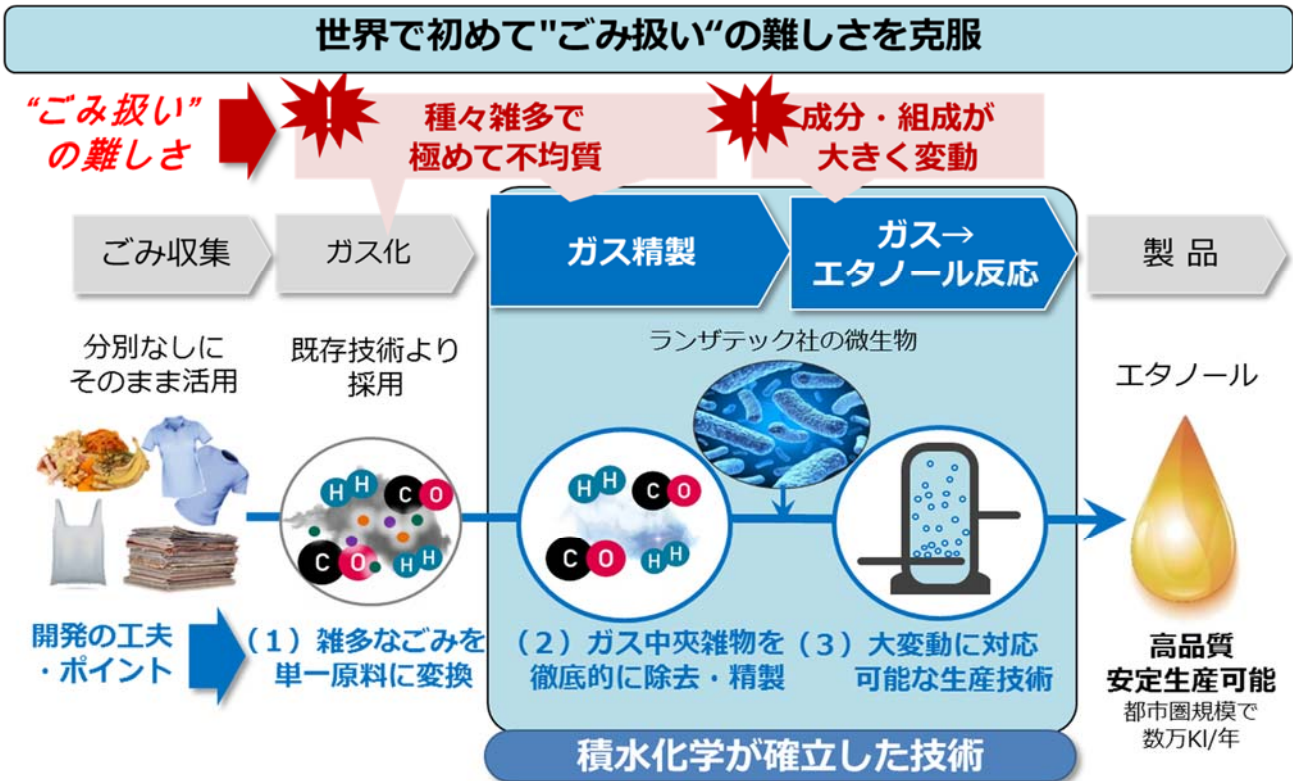 世界で初めて"ごみ扱い“の難しさを克服
“ごみ扱い”
の難しさ
!
種々雑多で
極めて不均質
!
成分・組成が
大きく変動
ごみ収集
ガス化
ガス精製
ガス→
エタノール反応
製 品
分別なしに
そのまま活用
既存技術より
採用
ランザテック社の微生物
エタノール
H H C O
C O H H
H H C O
C O H H
開発の工夫
・ポイント
(1)雑多なごみを
単一原料に変換
(2)ガス中夾雑物を
徹底的に除去・精製
(3)大変動に対応
可能な生産技術
高品質
安定生産可能
都市圏規模で
数万Kl/年
積水化学が確立した技術